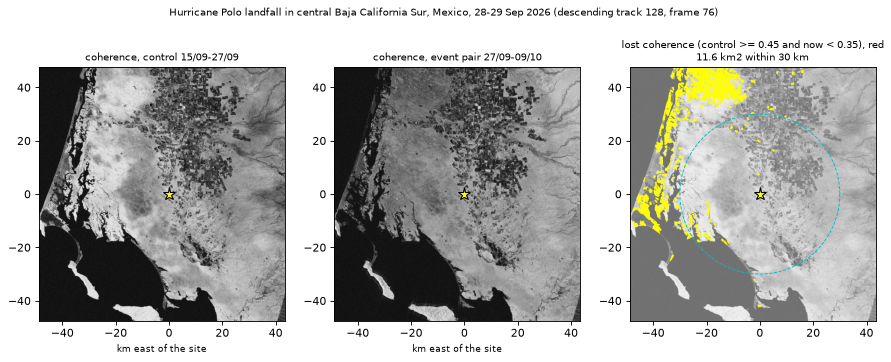 Hurricane Polo landfall in central Baja California Sur, Mexico, 28-29 Sep 2026 (descending track 128, frame 76)
coherence, control 15/09-27/09
coherence, event pair 27/09-09/10
lost coherence (control >= 0.45 and now < 0.35), red
11.6 km2 within 30 km
40
20
0
−20
−40
−40 −20 0 20 40
km east of the site
40
20
0
−20
−40
−40 −20 0 20 40
km east of the site
40
20
0
−20
−40
−40 −20 0 20 40